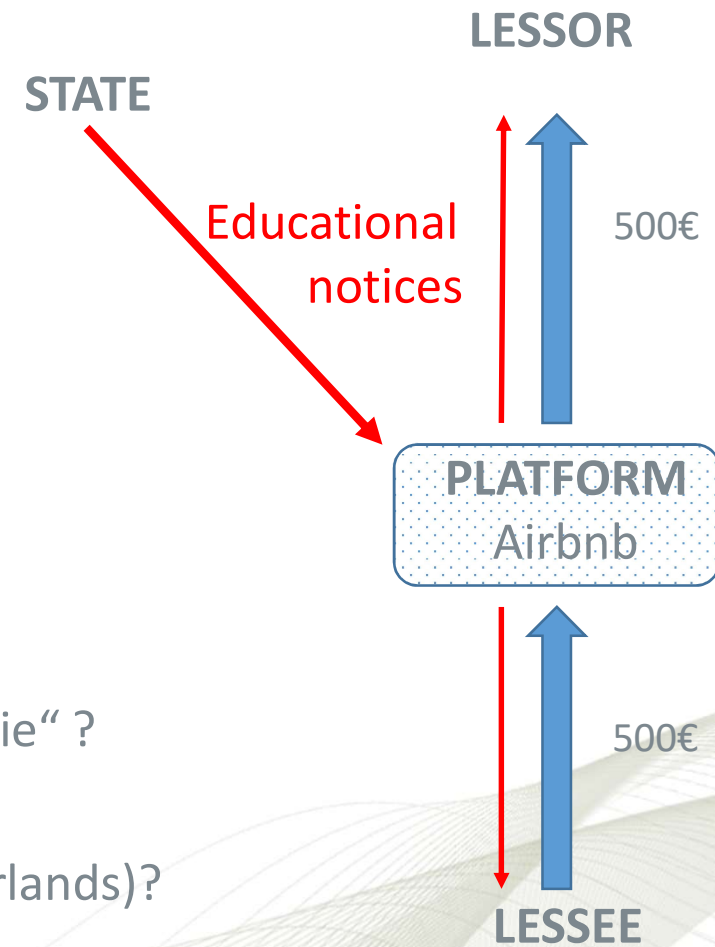 LESSOR
STATE
Educational
notices
500€
PLATFORM
Airbnb
ie“ ?
500€
rlands)?
LESSEE